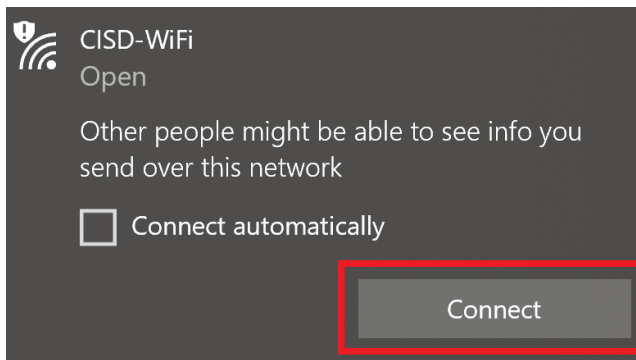 CISD-WiFi
Open
Other people might be able to see info you
send over this network
Connect automatically
Connect